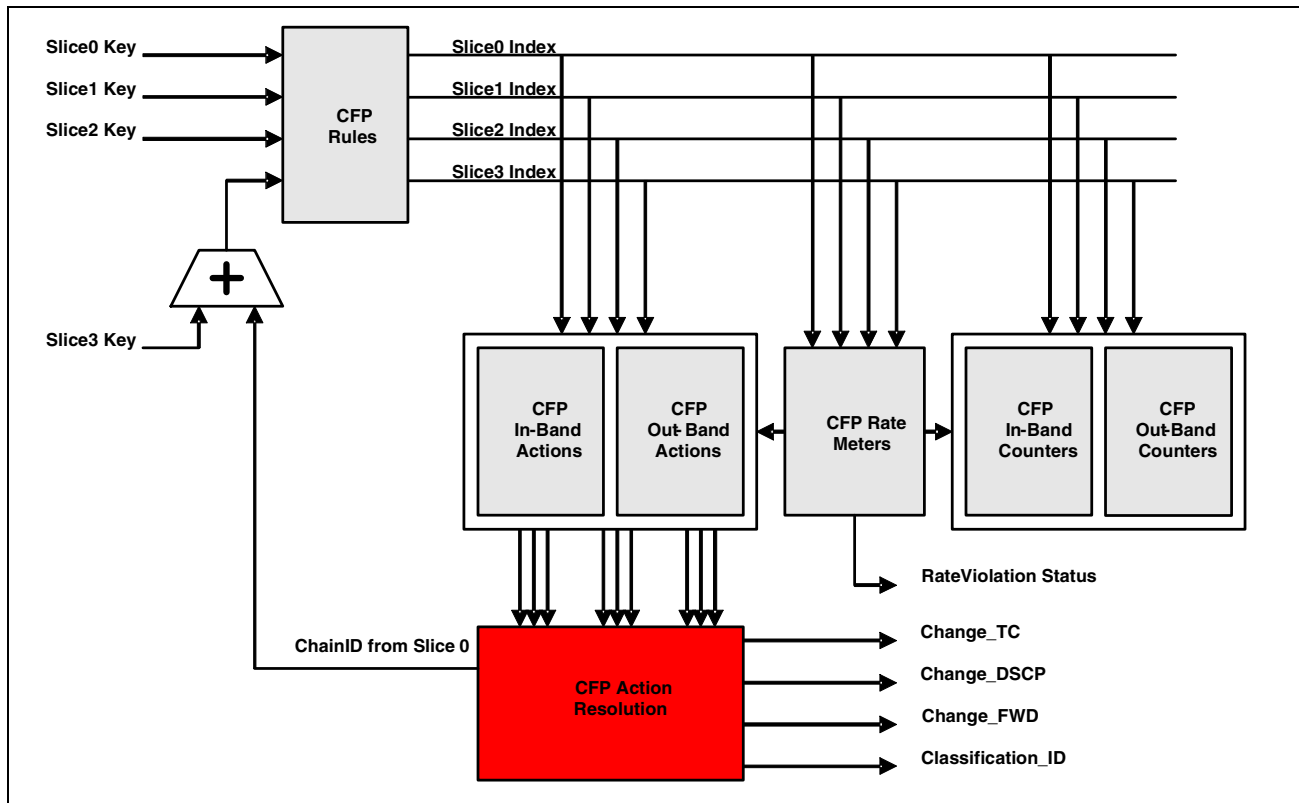 Slice0 Key
Slice0 Index
Slice1 Key
Slice1 Index
CFP
Rules
Slice2 Key
Slice2 Index
Slice3 Index
+
Slice3 Key
CFP
In-Band
Actions
CFP
Out-Band
Actions
CFP Rate
Meters
CFP
In-Band
Counters
CFP
Out-Band
Counters
RateViolation Status
ChainID from Slice 0
CFP Action
Resolution
Change_TC
Change_DSCP
Change_FWD
Classification_ID